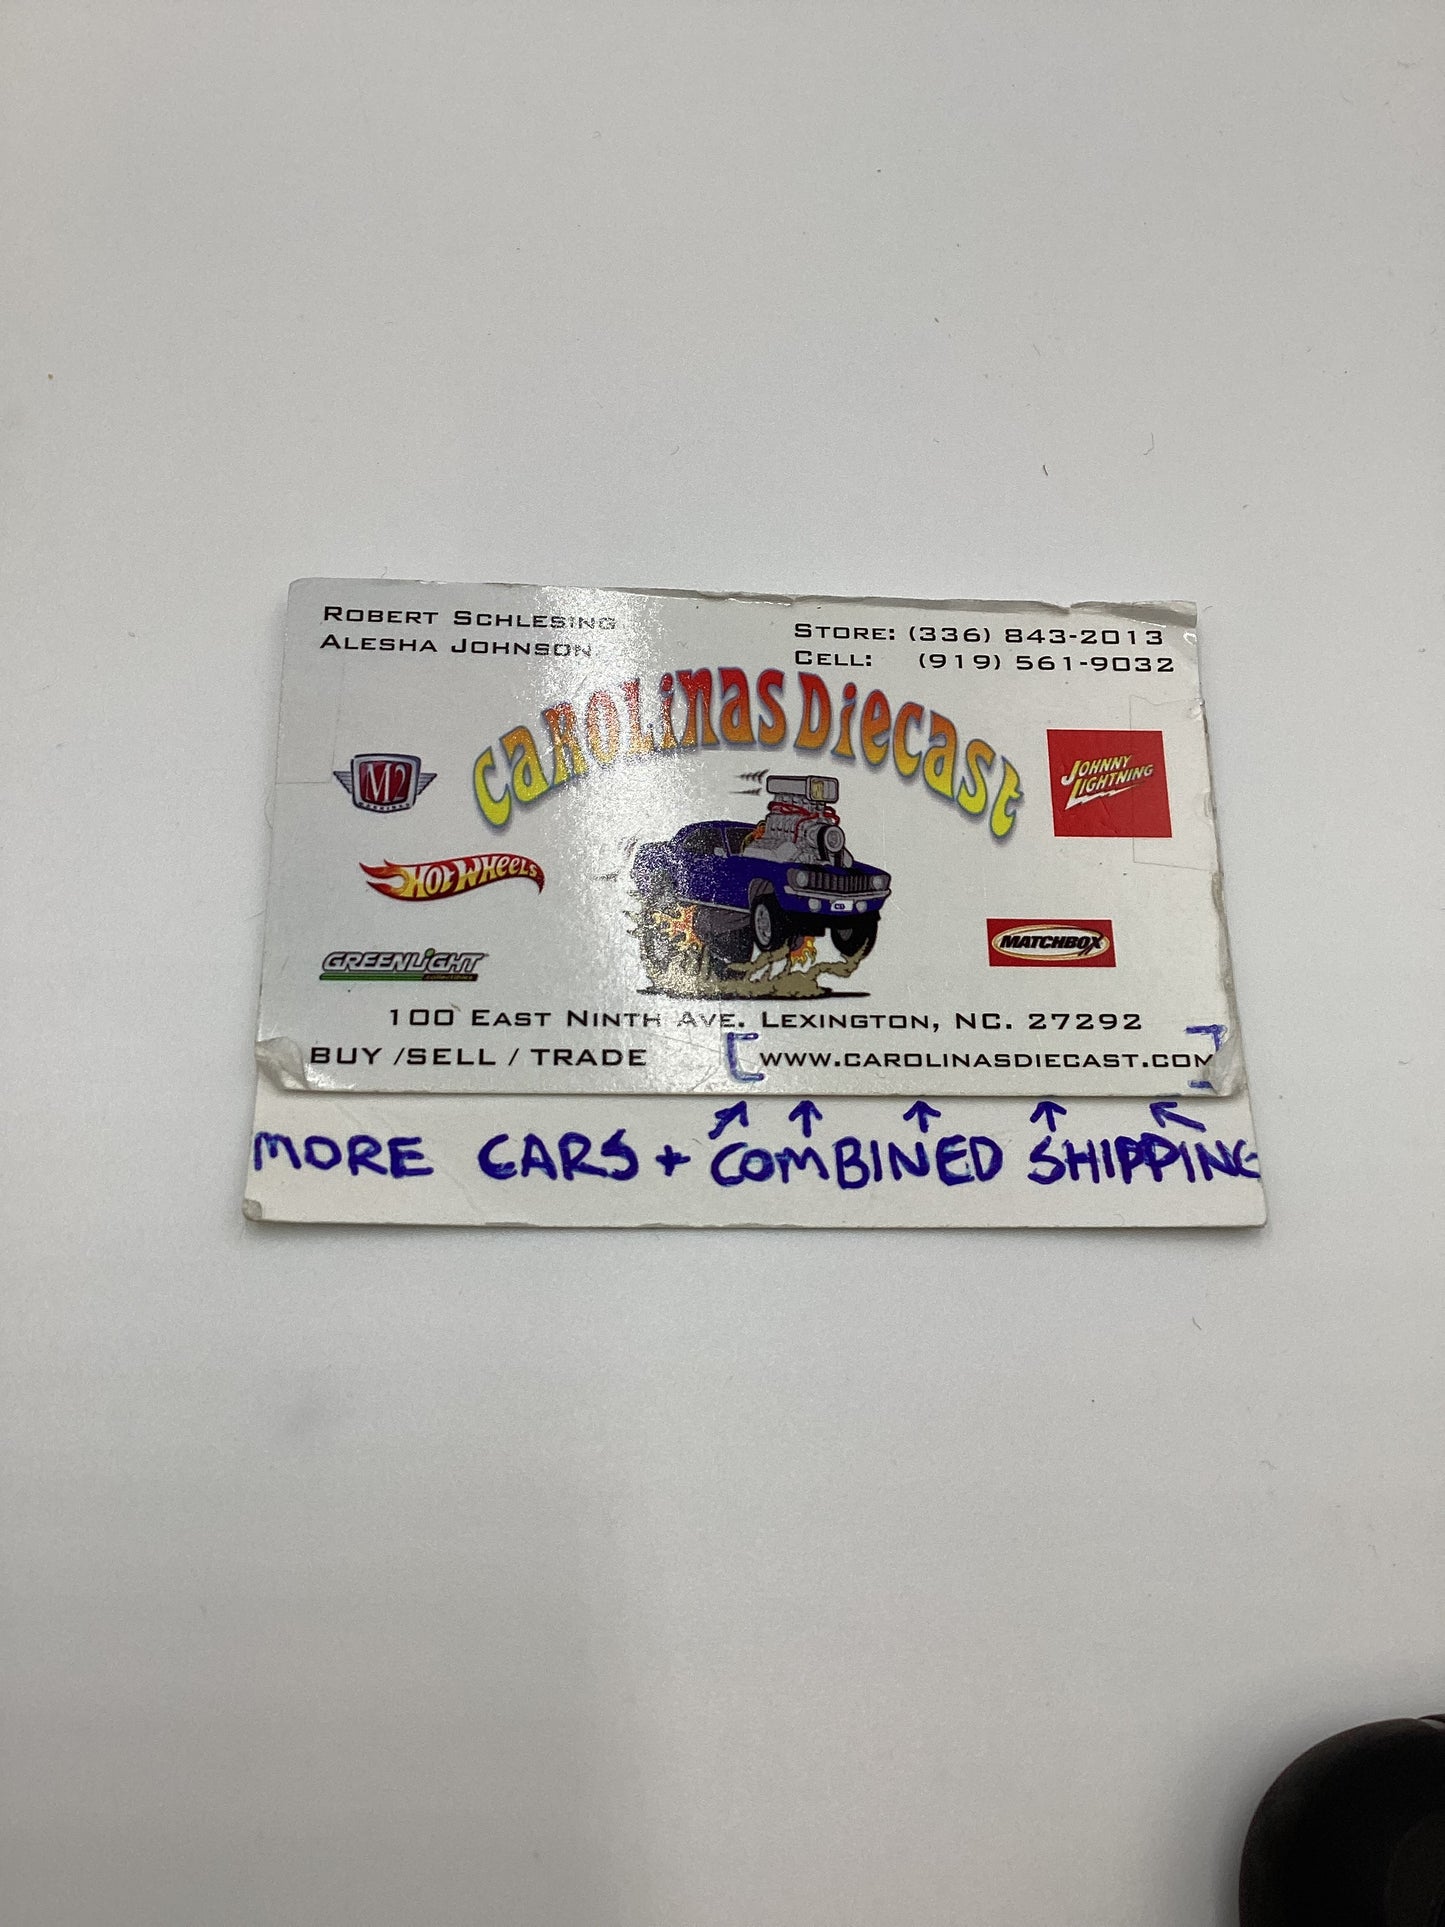 ROBERT SCHLESING
ALESHA JOHNSON
STORE: (336) 843-2013
CELL: (919) 561-9032
CAROLINAS DIECAST
M2
MACHINES
JOHNNY
LIGHTNING
HOT WHEELS
MATCHBOX
GREENLIGHT
collectibles
100 EAST NINTH AVE. LEXINGTON, NC. 27292
BUY /SELL / TRADE [WWW.CAROLINASDIECAST.COM]
MORE CARS + COMBINED SHIPPING